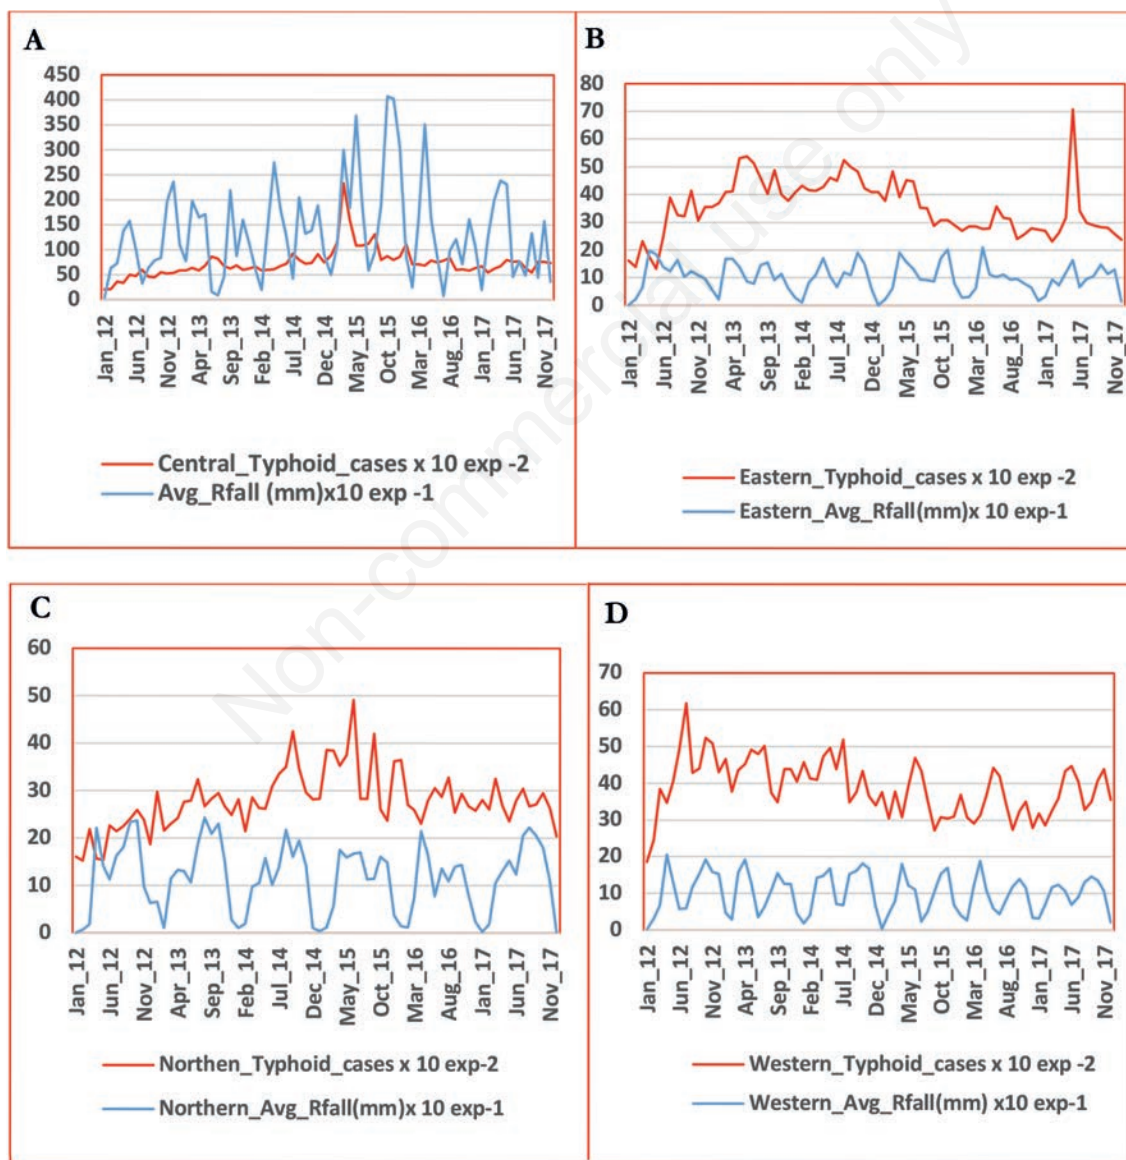 A
450
400
350
300
250
200
150
100
50
0
Jan_12
Jun_12
Nov_12
Apr_13
Sep_13
Feb_14
Jul_14
Dec_14
May_15
Oct_15
Mar_16
Aug_16
Jan_17
Jun_17
Nov_17
Central_Typhoid_cases x 10 exp -2
Avg_Rfall (mm)x10 exp -1
B
80
70
60
50
40
30
20
10
0
Jan_12
Jun_12
Nov_12
Apr_13
Sep_13
Feb_14
Jul_14
Dec_14
May_15
Oct_15
Mar_16
Aug_16
Jan_17
Jun_17
Nov_17
Eastern_Typhoid_cases x 10 exp -2
Eastern_Avg_Rfall(mm)x 10 exp-1
C
60
50
40
30
20
10
0
Jan_12
Jun_12
Nov_12
Apr_13
Sep_13
Feb_14
Jul_14
Dec_14
May_15
Oct_15
Mar_16
Aug_16
Jan_17
Jun_17
Nov_17
Northen_Typhoid_cases x 10 exp-2
Northern_Avg_Rfall(mm)x 10 exp-1
D
70
60
50
40
30
20
10
0
Jan_12
Jun_12
Nov_12
Apr_13
Sep_13
Feb_14
Jul_14
Dec_14
May_15
Oct_15
Mar_16
Aug_16
Jan_17
Jun_17
Nov_17
Western_Typhoid_cases x 10 exp -2
Western_Avg_Rfall(mm) x10 exp-1
Non-commercial use only